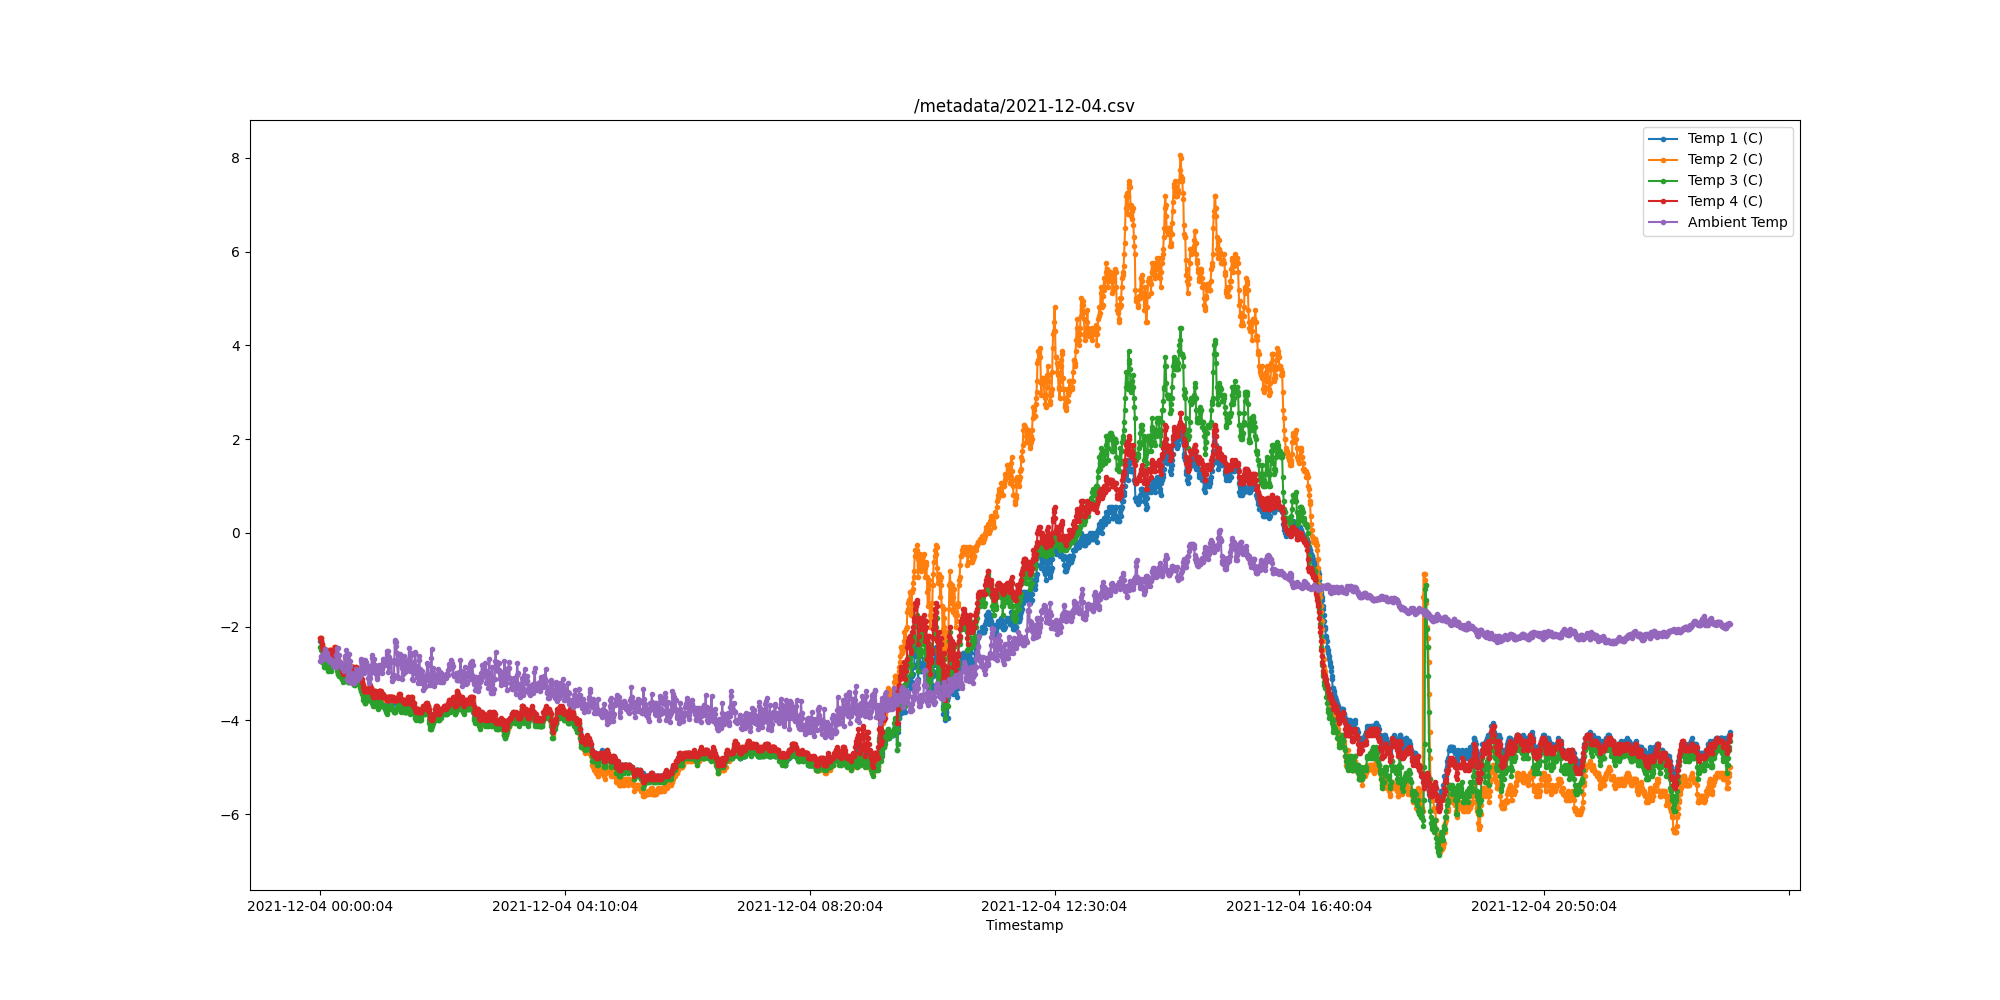 /metadata/2021-12-04.csv
Temp 1 (C)
Temp 2 (C)
Temp 3 (C)
Temp 4 (C)
Ambient Temp
8
6
4
2
0
−2
−4
−6
2021-12-04 00:00:04 2021-12-04 04:10:04 2021-12-04 08:20:04 2021-12-04 12:30:04 2021-12-04 16:40:04 2021-12-04 20:50:04
Timestamp